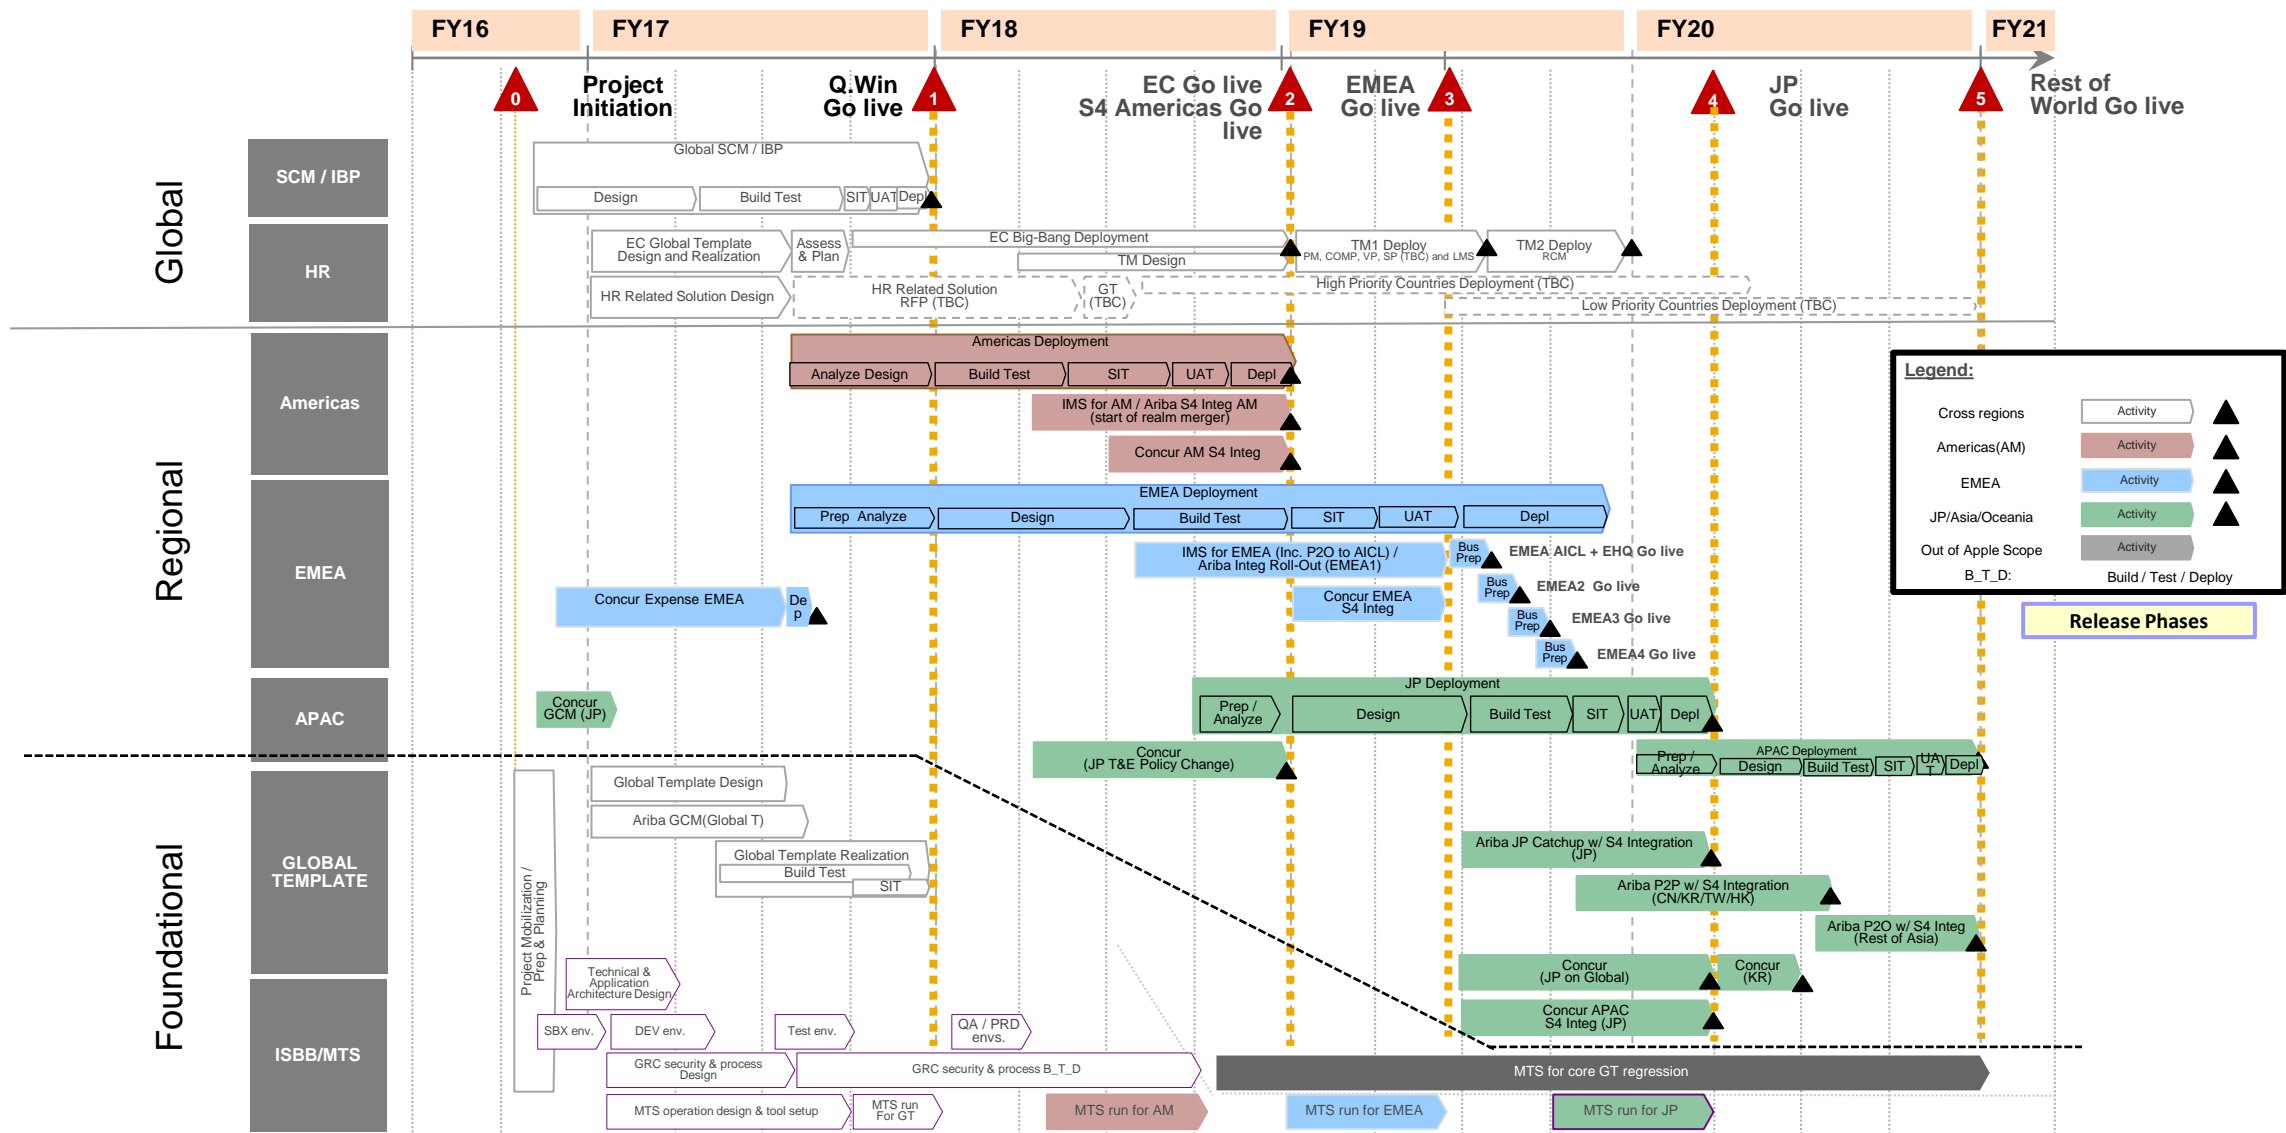 FY16
FY17
FY18
FY19
FY20
FY21
0
Project
Initiation
Q.Win
Go live
1
EC Go live
S4 Americas Go
live
2
EMEA
Go live
3
4
JP
Go live
5
Rest of
World Go live
Global
SCM / IBP
Global SCM / IBP
Design
Build Test
SIT
UAT
Depl
HR
EC Global Template
Design and Realization
Assess
& Plan
EC Big-Bang Deployment
TM Design
TM1 Deploy
PM, COMP, VP, SP (TBC) and LMS
TM2 Deploy
RCM
HR Related Solution Design
HR Related Solution
RFP (TBC)
GT
(TBC)
High Priority Countries Deployment (TBC)
Low Priority Countries Deployment (TBC)
Regional
Americas
Americas Deployment
Analyze Design
Build Test
SIT
UAT
Depl
IMS for AM / Ariba S4 Integ AM
(start of realm merger)
Concur AM S4 Integ
EMEA
EMEA Deployment
Prep Analyze
Design
Build Test
SIT
UAT
Depl
IMS for EMEA (Inc. P2O to AICL) /
Ariba Integ Roll-Out (EMEA1)
Bus
Prep
EMEA AICL + EHQ Go live
Concur Expense EMEA
De
p
Concur EMEA
S4 Integ
Bus
Prep
EMEA2 Go live
Bus
Prep
EMEA3 Go live
Bus
Prep
EMEA4 Go live
APAC
Concur
GCM (JP)
JP Deployment
Prep /
Analyze
Design
Build Test
SIT
UAT
Depl
Concur
(JP T&E Policy Change)
APAC Deployment
Prep /
Analyze
Design
Build Test
SIT
UA
T
Depl
Legend:
Cross regions
Activity
Americas(AM)
Activity
EMEA
Activity
JP/Asia/Oceania
Activity
Out of Apple Scope
Activity
B_T_D:
Build / Test / Deploy
Release Phases
Foundational
GLOBAL
TEMPLATE
Project Mobilization /
Prep & Planning
Global Template Design
Ariba GCM(Global T)
Global Template Realization
Build Test
SIT
Ariba JP Catchup w/ S4 Integration
(JP)
Ariba P2P w/ S4 Integration
(CN/KR/TW/HK)
Ariba P2O w/ S4 Integ
(Rest of Asia)
Concur
(JP on Global)
Concur
(KR)
Concur APAC
S4 Integ (JP)
ISBB/MTS
Technical &
Application
Architecture Design
SBX env.
DEV env.
Test env.
QA / PRD
envs.
GRC security & process
Design
GRC security & process B_T_D
MTS for core GT regression
MTS operation design & tool setup
MTS run
For GT
MTS run for AM
MTS run for EMEA
MTS run for JP